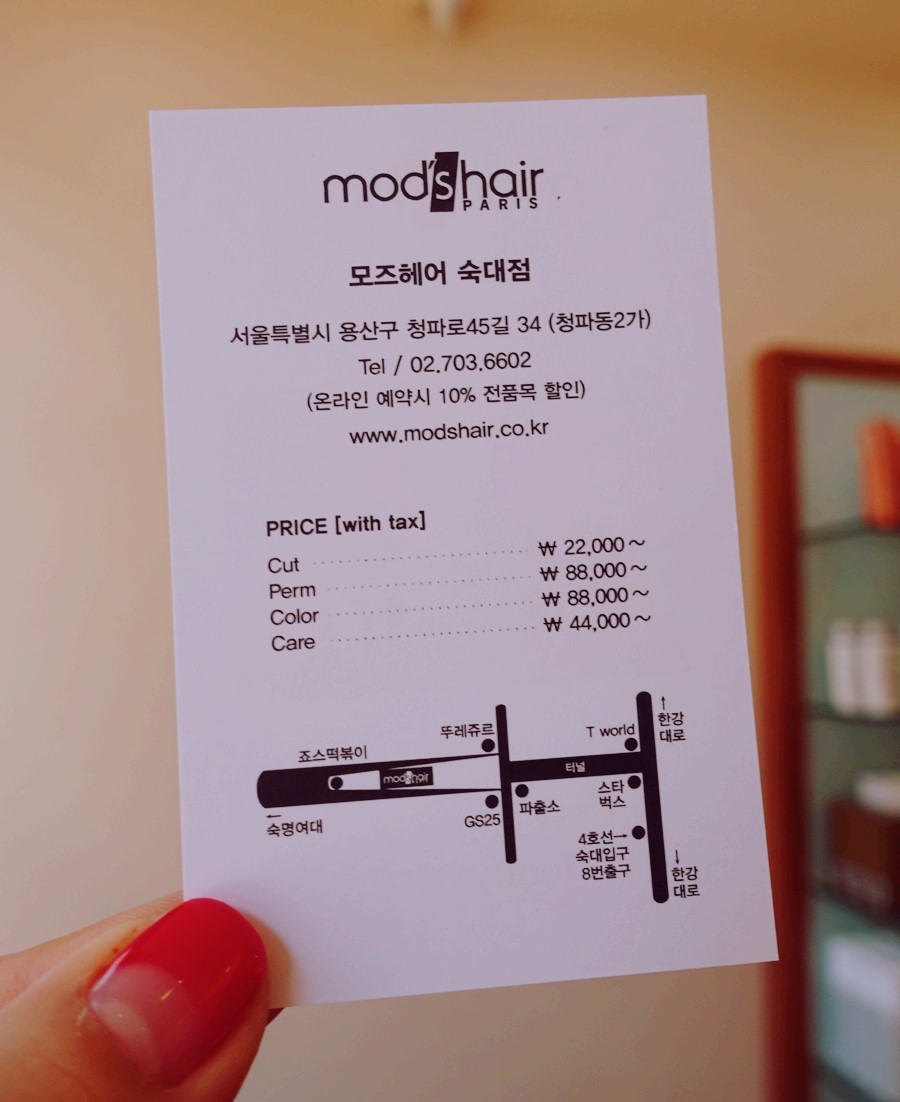 mod's hair
PARIS
모즈헤어 숙대점
서울특별시 용산구 청파로45길 34 (청파동2가)
Tel / 02.703.6602
(온라인 예약시 10% 전품목 할인)
www.modshair.co.kr
PRICE [with tax]
Cut ₩ 22,000~
Perm ₩ 88,000~
Color ₩ 88,000~
Care ₩ 44,000~
↑
한강
대로
뚜레쥬르
T world
죠스떡볶이
mod's hair
터널
←
숙명여대
GS25
파출소
스타
벅스
4호선→
숙대입구
8번출구
↓
한강
대로